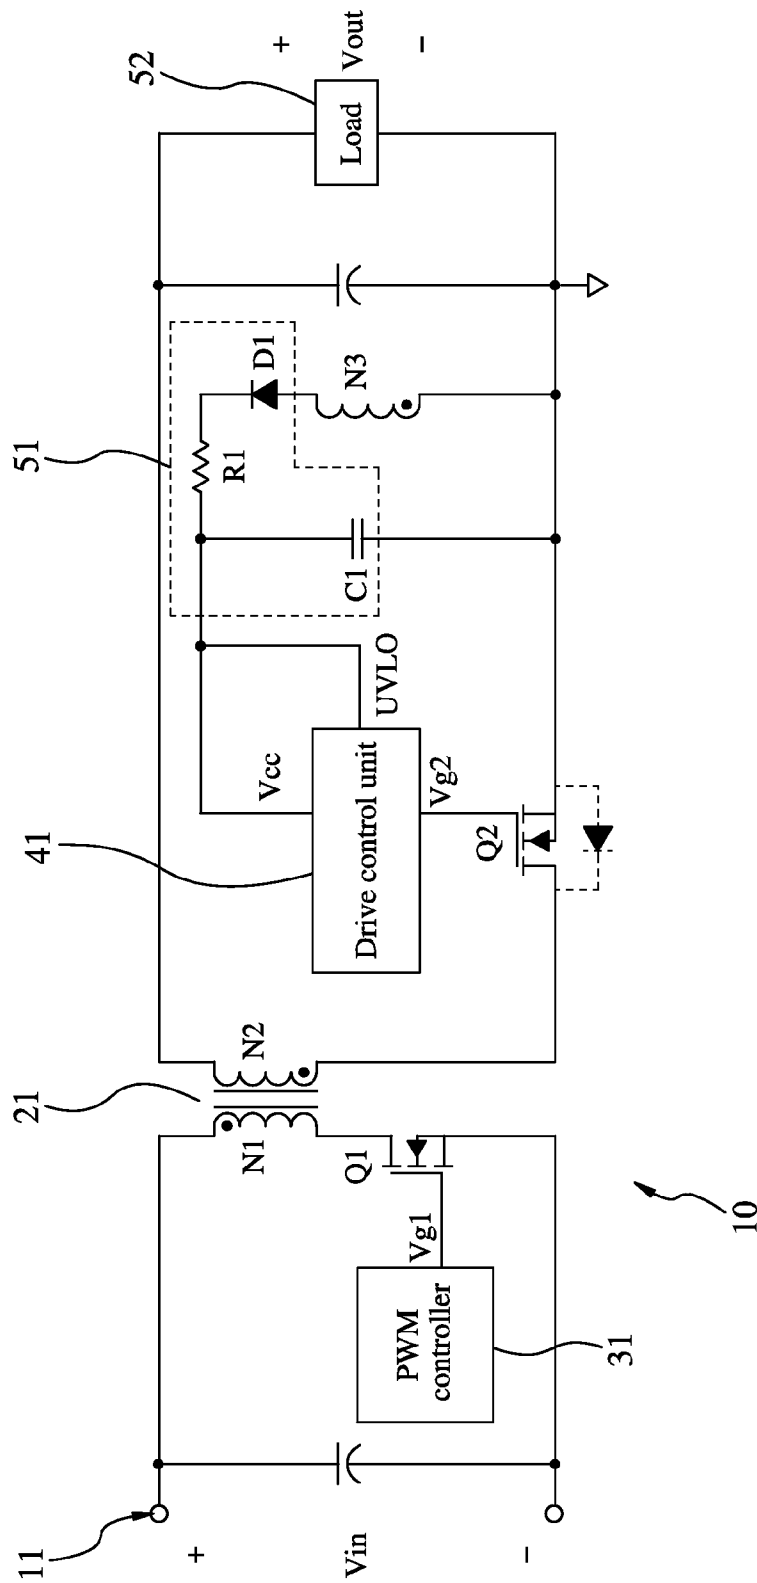 11
+
Vin
−
PWM
controller
31
Vg1
Q1
N1
21
N2
10
41
Drive control unit
Vcc
UVLO
Vg2
Q2
51
R1
D1
C1
N3
52
Load
+
Vout
−